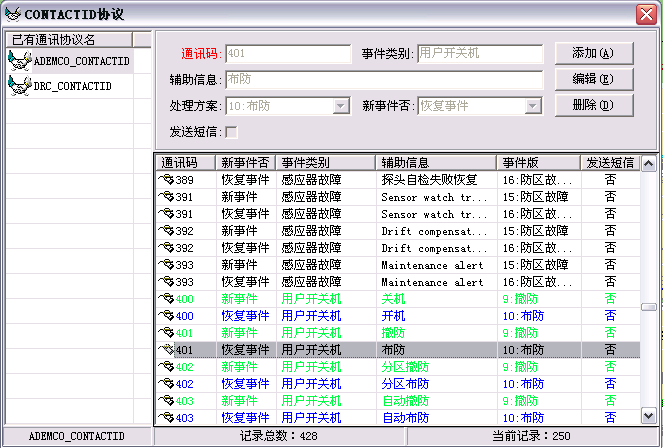 CONTACTID协议
已有通讯协议名
ADEMCO_CONTACTID
DRC_CONTACTID
通讯码: 401 事件类别: 用户开关机 添加(A)
辅助信息: 布防 编辑(E)
处理方案: 10:布防 新事件否: 恢复事件 删除(D)
发送短信:
通讯码 新事件否 事件类别 辅助信息 事件版 发送短信
389 恢复事件 感应器故障 探头自检失败恢复 16:防区故... 否
391 新事件 感应器故障 Sensor watch tr... 15:防区故障 否
391 恢复事件 感应器故障 Sensor watch tr... 16:防区故... 否
392 新事件 感应器故障 Drift compensat... 15:防区故障 否
392 恢复事件 感应器故障 Drift compensat... 16:防区故... 否
393 新事件 感应器故障 Maintenance alert 15:防区故障 否
393 恢复事件 感应器故障 Maintenance alert 16:防区故... 否
400 新事件 用户开关机 关机 9:撤防 否
400 恢复事件 用户开关机 开机 10:布防 否
401 新事件 用户开关机 撤防 9:撤防 否
401 恢复事件 用户开关机 布防 10:布防 否
402 新事件 用户开关机 分区撤防 9:撤防 否
402 恢复事件 用户开关机 分区布防 10:布防 否
403 新事件 用户开关机 自动撤防 9:撤防 否
403 恢复事件 用户开关机 自动布防 10:布防 否
ADEMCO_CONTACTID 记录总数：428 当前记录：250